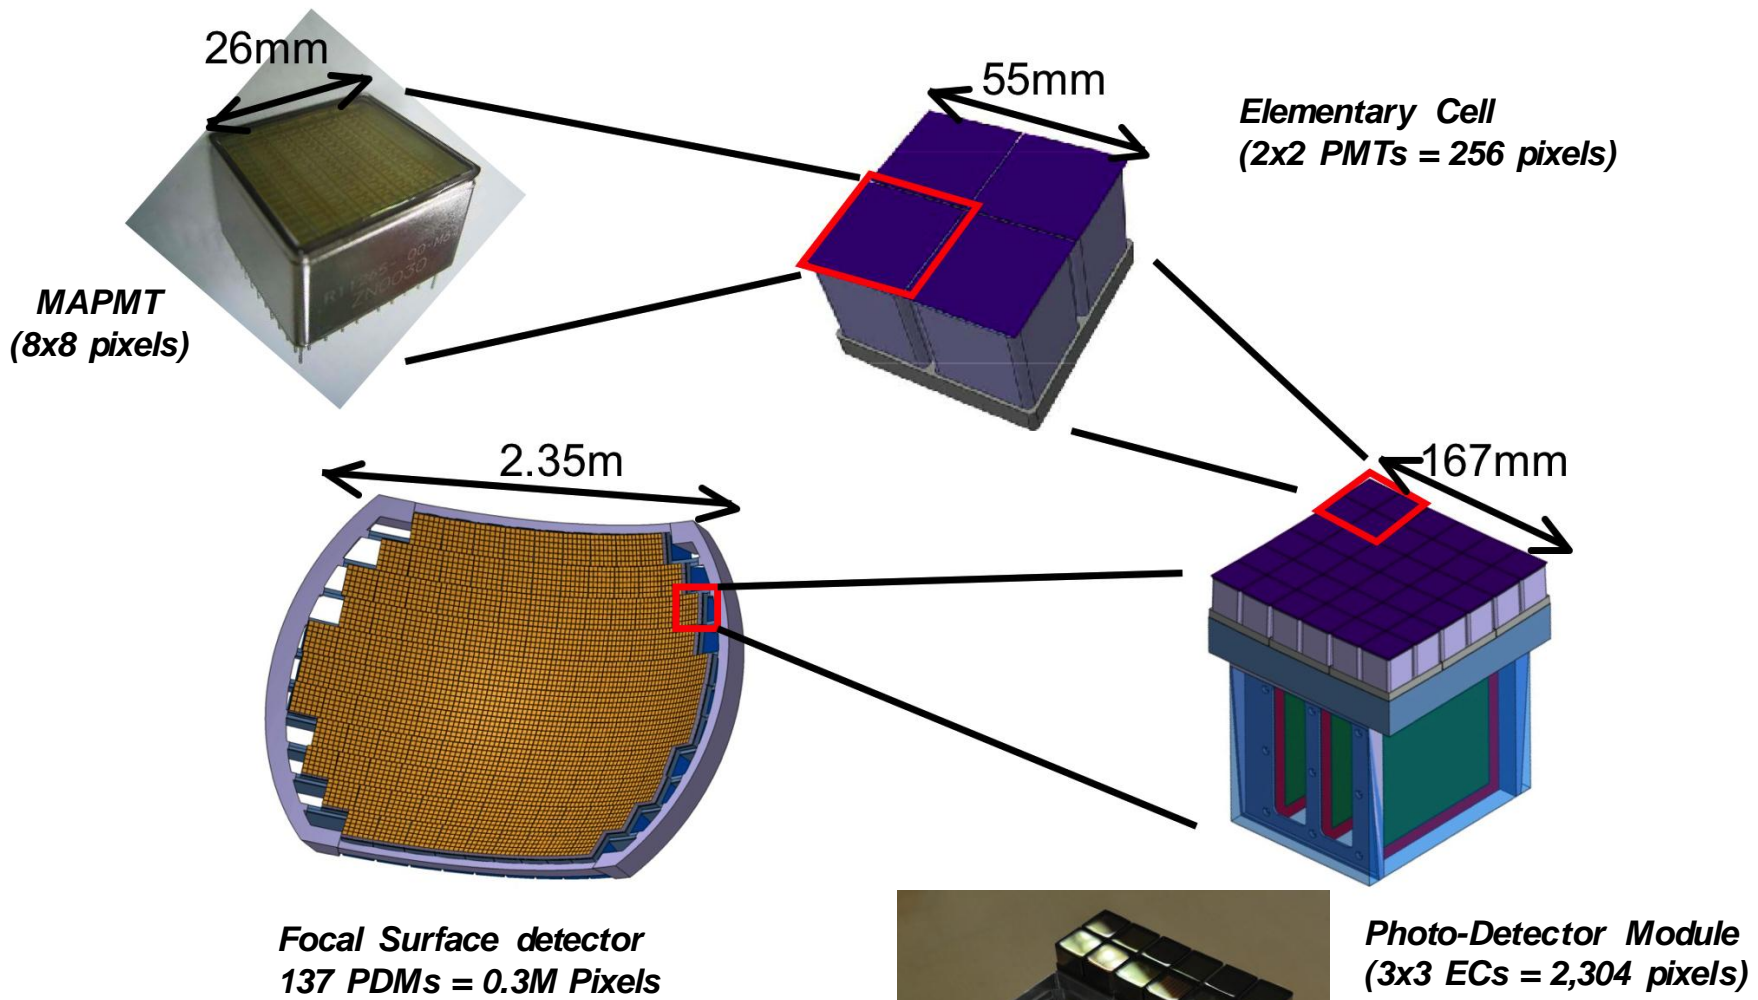 26mm
55mm
Elementary Cell
(2x2 PMTs = 256 pixels)
MAPMT
(8x8 pixels)
ZN0030
2.35m
167mm
Focal Surface detector
137 PDMs = 0.3M Pixels
Photo-Detector Module
(3x3 ECs = 2,304 pixels)